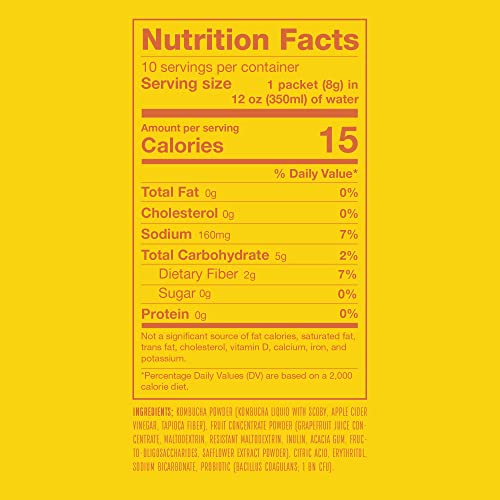 Nutrition Facts
10 servings per container
Serving size 1 packet (8g) in
12 oz (350ml) of water
Amount per serving
Calories 15
% Daily Value*
Total Fat 0g 0%
Cholesterol 0g 0%
Sodium 160mg 7%
Total Carbohydrate 5g 2%
Dietary Fiber 2g 7%
Sugar 0g 0%
Protein 0g 0%
Not a significant source of fat calories, saturated fat,
trans fat, cholesterol, vitamin D, calcium, iron, and
potassium.
*Percentage Daily Values (DV) are based on a 2,000
calorie diet.
INGREDIENTS: KOMBUCHA POWDER (KOMBUCHA LIQUID WITH SCOBY, APPLE CIDER
VINEGAR, TAPIOCA FIBER), FRUIT CONCENTRATE POWDER (GRAPEFRUIT JUICE CON-
CENTRATE, MALTODEXTRIN, RESISTANT MALTODEXTRIN, INULIN, ACACIA GUM, FRUC-
TO-OLIGOSACCHARIDES, SAFFLOWER EXTRACT POWDER), CITRIC ACID, ERYTHRITOL,
SODIUM BICARBONATE, PROBIOTIC (BACILLUS COAGULANS; 1 BN CFU).